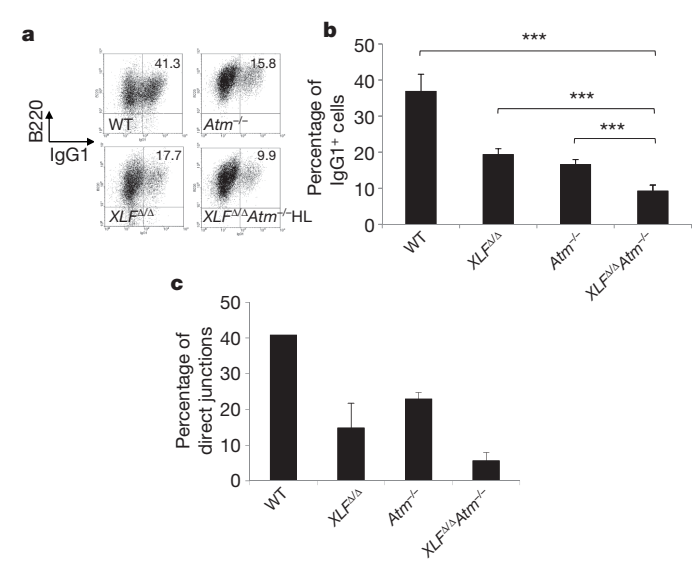 a
41.3
15.8
WT
Atm−/−
17.7
9.9
XLFΔ/Δ
XLFΔ/ΔAtm−/−HL
B220
IgG1
b
Percentage of
IgG1+ cells
50
40
30
20
10
0
***
***
***
WT
XLFΔ/Δ
Atm−/−
XLFΔ/ΔAtm−/−
c
Percentage of
direct junctions
50
40
30
20
10
0
WT
XLFΔ/Δ
Atm−/−
XLFΔ/ΔAtm−/−